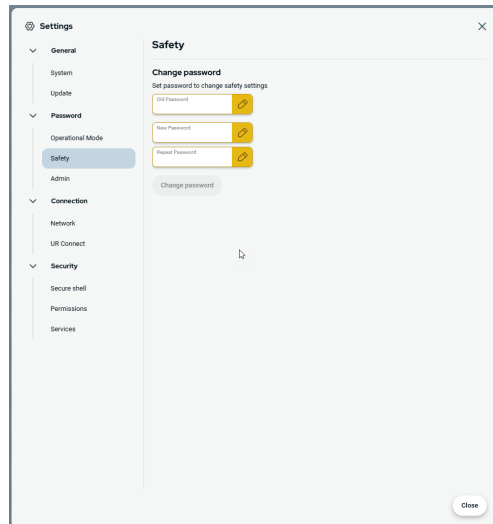 Settings
General
System
Update
Password
Operational Mode
Safety
Admin
Connection
Network
UR Connect
Security
Secure shell
Permissions
Services
Safety
Change password
Set password to change safety settings
Old Password
New Password
Repeat Password
Change password
Close